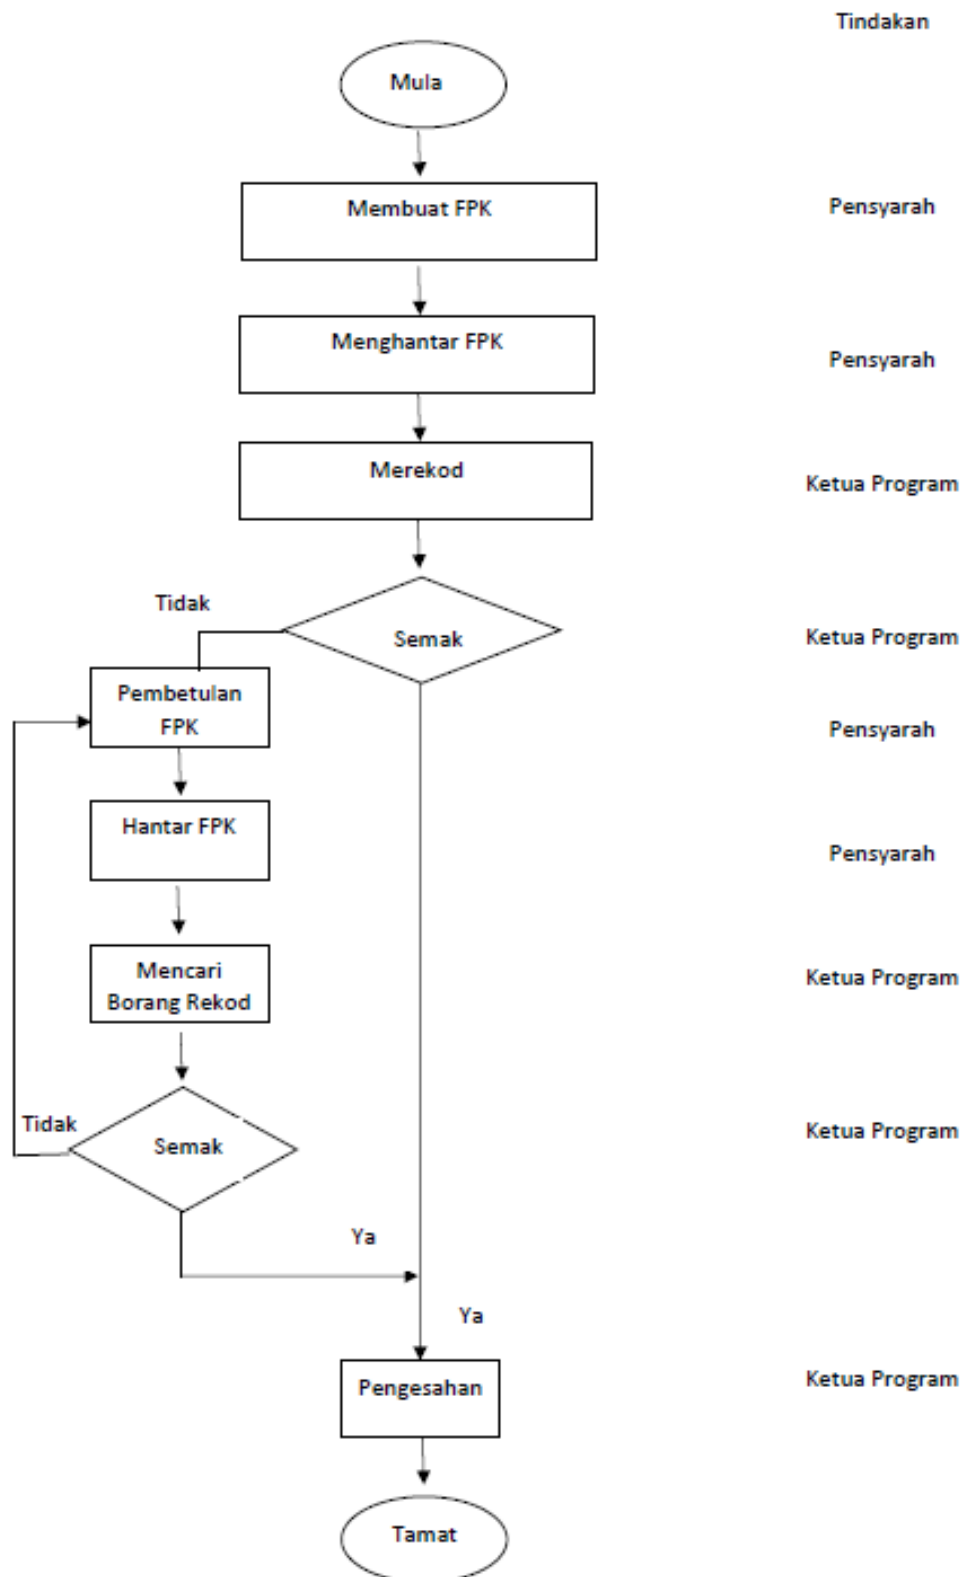 Tindakan
Mula
Membuat FPK
Pensyarah
Menghantar FPK
Pensyarah
Merekod
Ketua Program
Tidak
Semak
Ketua Program
Pembetulan
FPK
Pensyarah
Hantar FPK
Pensyarah
Mencari
Borang Rekod
Ketua Program
Tidak
Semak
Ketua Program
Ya
Ya
Pengesahan
Ketua Program
Tamat